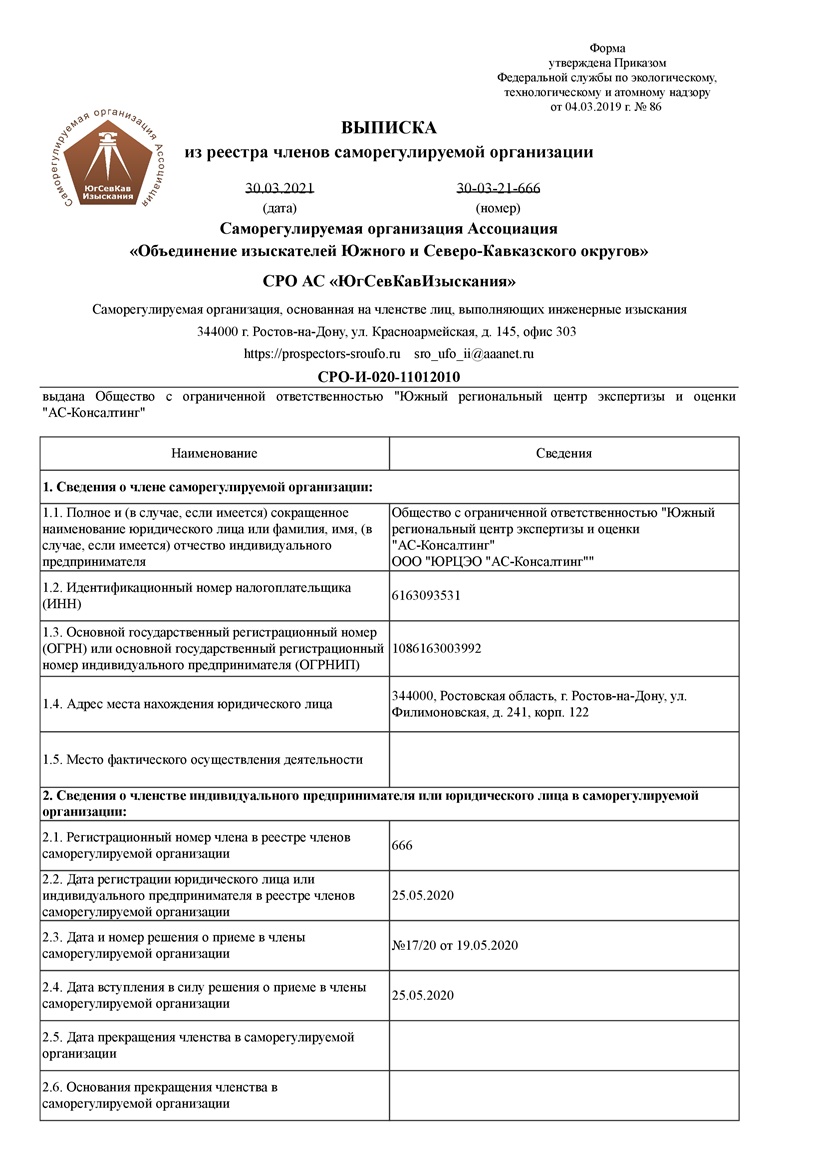 Форма
утверждена Приказом
Федеральной службы по экологическому,
технологическому и атомному надзору
от 04.03.2019 г. № 86
Саморегулируемая организация Ассоциация
ЮгСевКав
Изыскания
ВЫПИСКА
из реестра членов саморегулируемой организации
30.03.2021 30-03-21-666
(дата) (номер)
Саморегулируемая организация Ассоциация
«Объединение изыскателей Южного и Северо-Кавказского округов»
СРО АС «ЮгСевКавИзыскания»
Саморегулируемая организация, основанная на членстве лиц, выполняющих инженерные изыскания
344000 г. Ростов-на-Дону, ул. Красноармейская, д. 145, офис 303
https://prospectors-sroufo.ru sro_ufo_ii@aaanet.ru
СРО-И-020-11012010
выдана Общество с ограниченной ответственностью "Южный региональный центр экспертизы и оценки
"АС-Консалтинг"
Наименование Сведения
1. Сведения о члене саморегулируемой организации:
1.1. Полное и (в случае, если имеется) сокращенное
наименование юридического лица или фамилия, имя, (в
случае, если имеется) отчество индивидуального
предпринимателя
Общество с ограниченной ответственностью "Южный
региональный центр экспертизы и оценки
"АС-Консалтинг"
ООО "ЮРЦЭО "АС-Консалтинг""
1.2. Идентификационный номер налогоплательщика
(ИНН)
6163093531
1.3. Основной государственный регистрационный номер
(ОГРН) или основной государственный регистрационный
номер индивидуального предпринимателя (ОГРНИП)
1086163003992
1.4. Адрес места нахождения юридического лица
344000, Ростовская область, г. Ростов-на-Дону, ул.
Филимоновская, д. 241, корп. 122
1.5. Место фактического осуществления деятельности
2. Сведения о членстве индивидуального предпринимателя или юридического лица в саморегулируемой
организации:
2.1. Регистрационный номер члена в реестре членов
саморегулируемой организации
666
2.2. Дата регистрации юридического лица или
индивидуального предпринимателя в реестре членов
саморегулируемой организации
25.05.2020
2.3. Дата и номер решения о приеме в члены
саморегулируемой организации
№17/20 от 19.05.2020
2.4. Дата вступления в силу решения о приеме в члены
саморегулируемой организации
25.05.2020
2.5. Дата прекращения членства в саморегулируемой
организации
2.6. Основания прекращения членства в
саморегулируемой организации